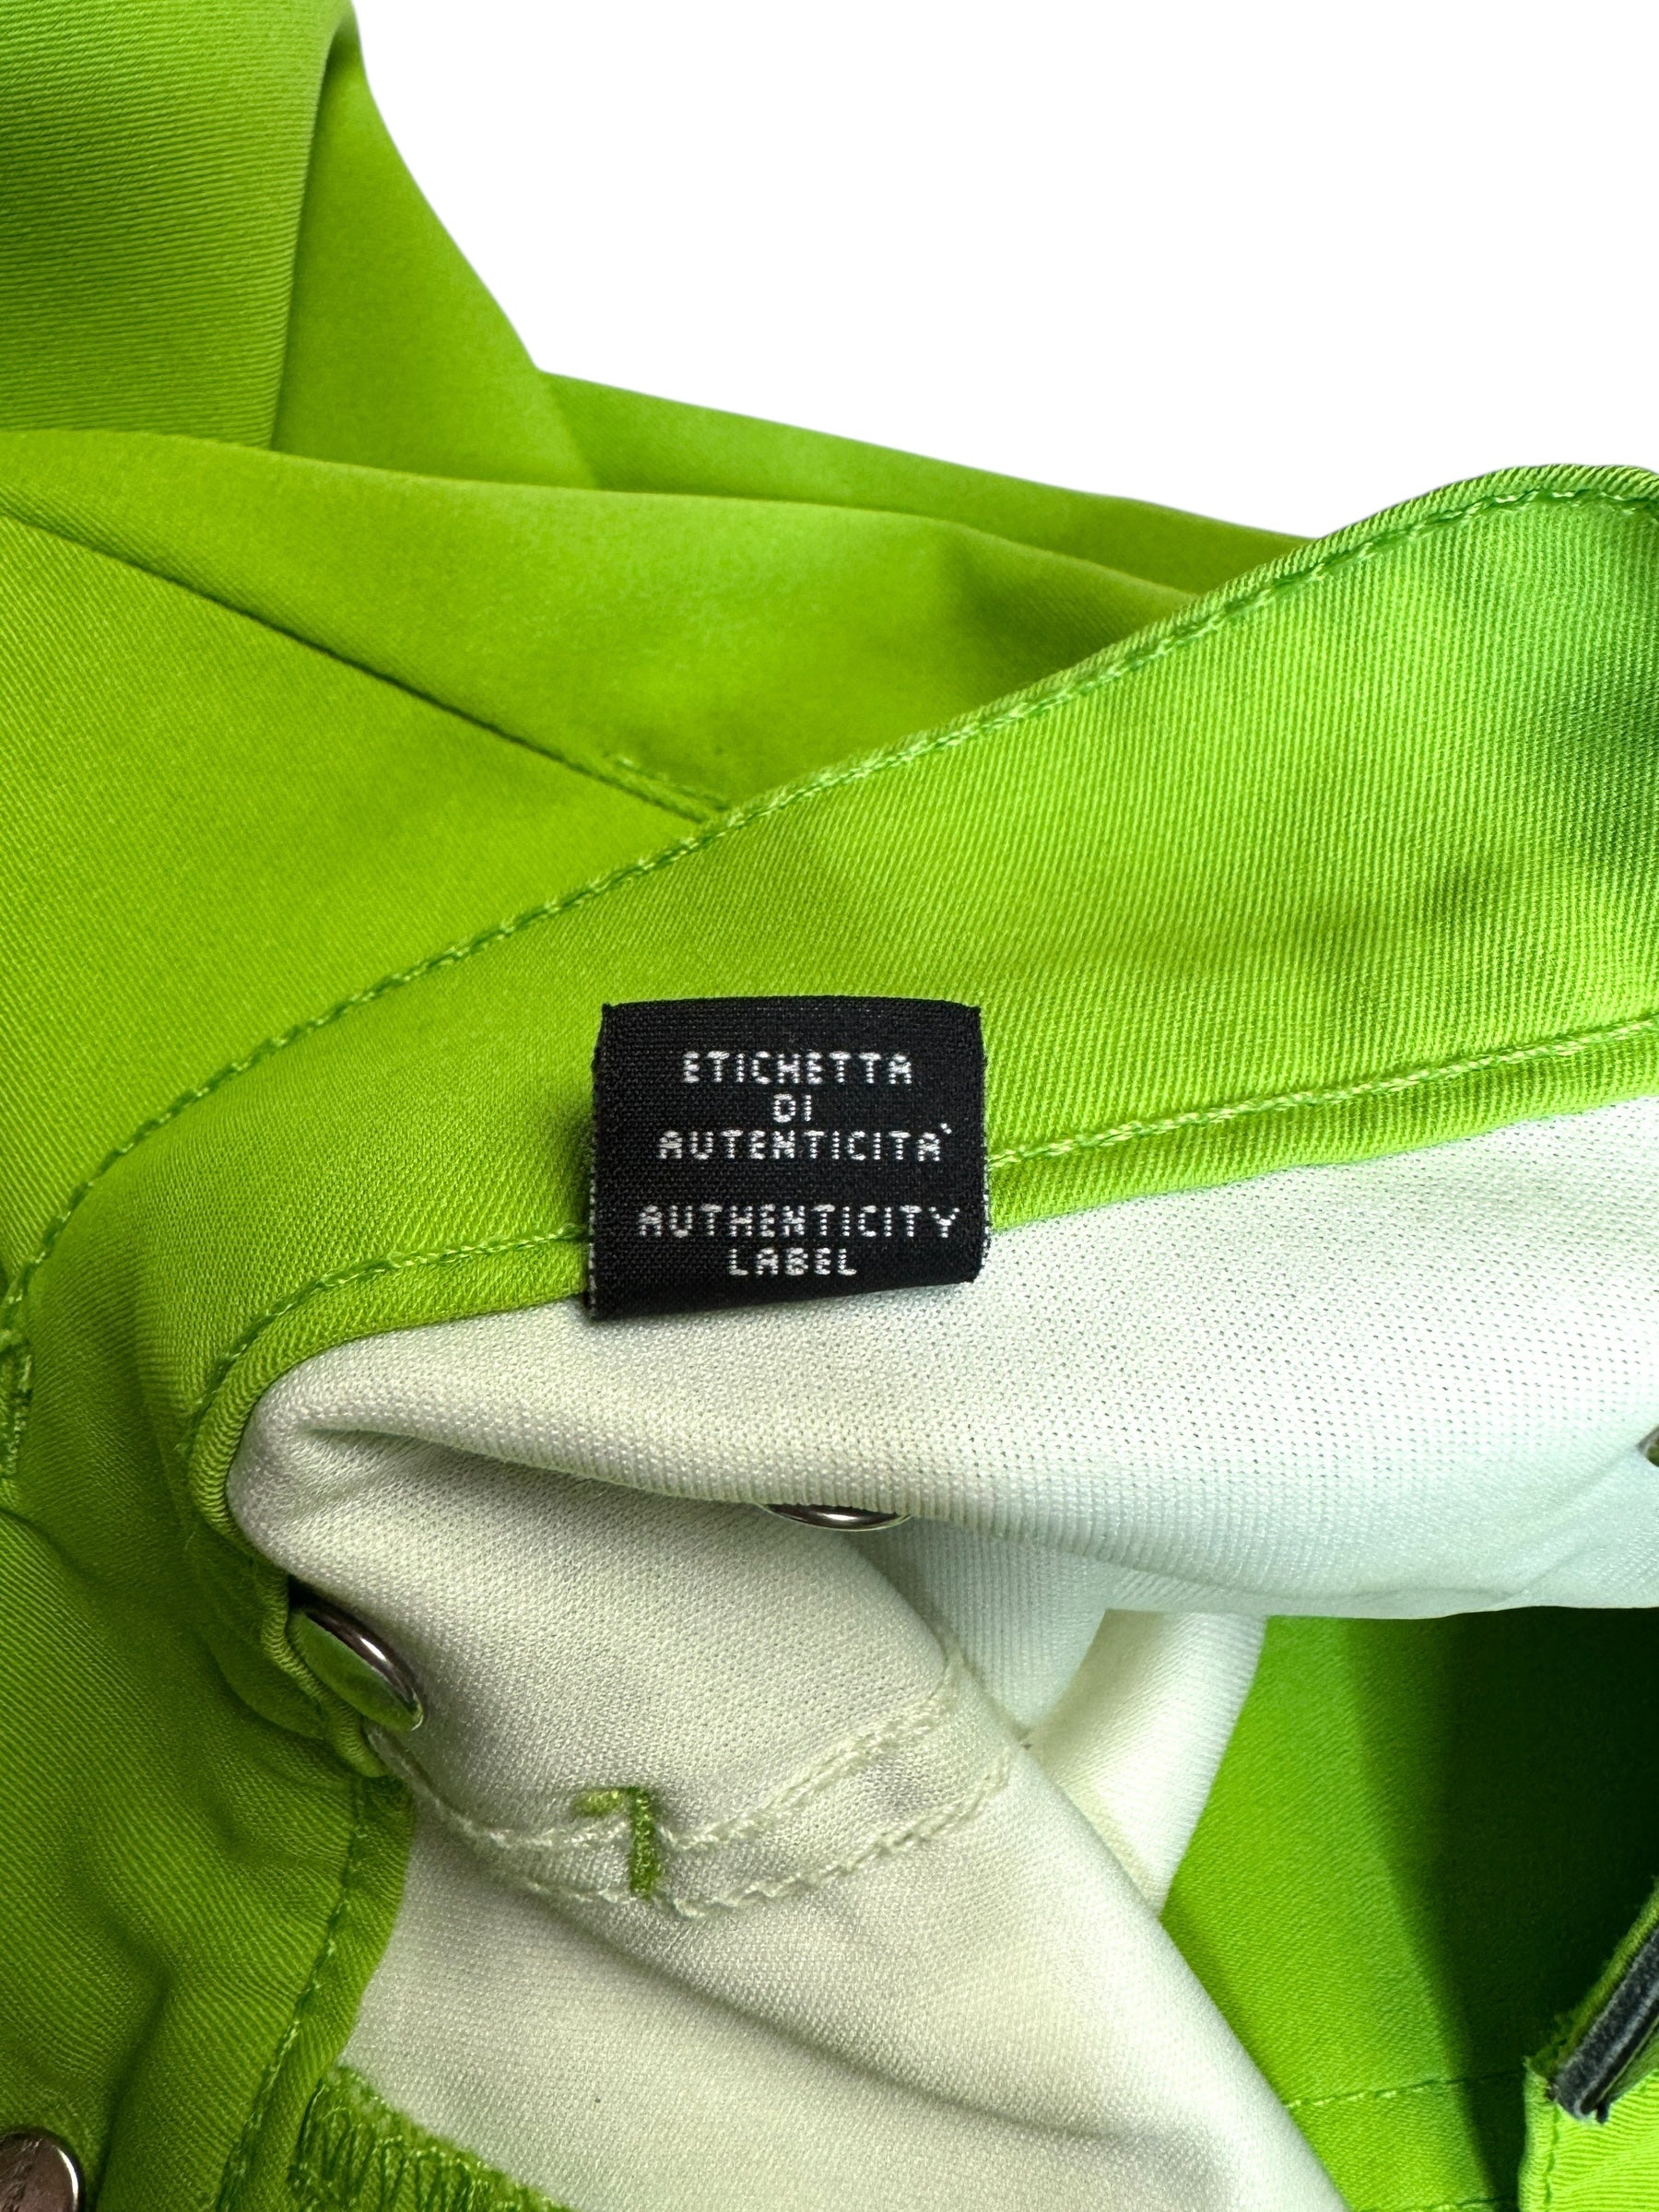 ETICHETTA
DI
AUTENTICITA`
AUTHENTICITY
LABEL